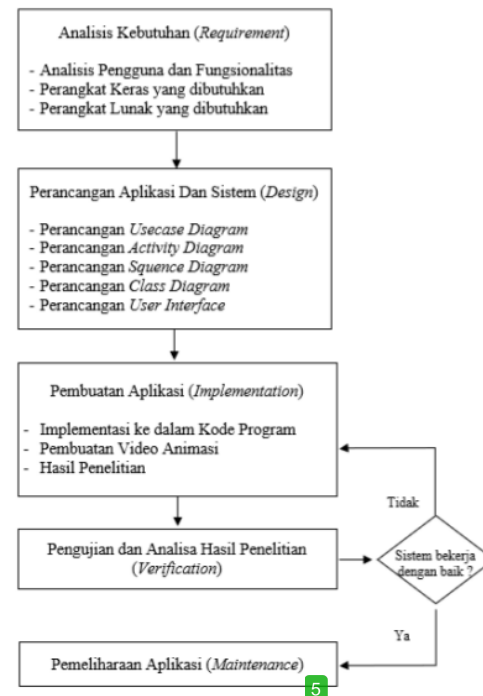 Analisis Kebutuhan (Requirement)
- Analisis Pengguna dan Fungsionalitas
- Perangkat Keras yang dibutuhkan
- Perangkat Lunak yang dibutuhkan
Perancangan Aplikasi Dan Sistem (Design)
- Perancangan Usecase Diagram
- Perancangan Activity Diagram
- Perancangan Squence Diagram
- Perancangan Class Diagram
- Perancangan User Interface
Pembuatan Aplikasi (Implementation)
- Implementasi ke dalam Kode Program
- Pembuatan Video Animasi
- Hasil Penelitian
Tidak
Pengujian dan Analisa Hasil Penelitian
(Verification)
Sistem bekerja
dengan baik ?
Ya
Pemeliharaan Aplikasi (Maintenance)
5